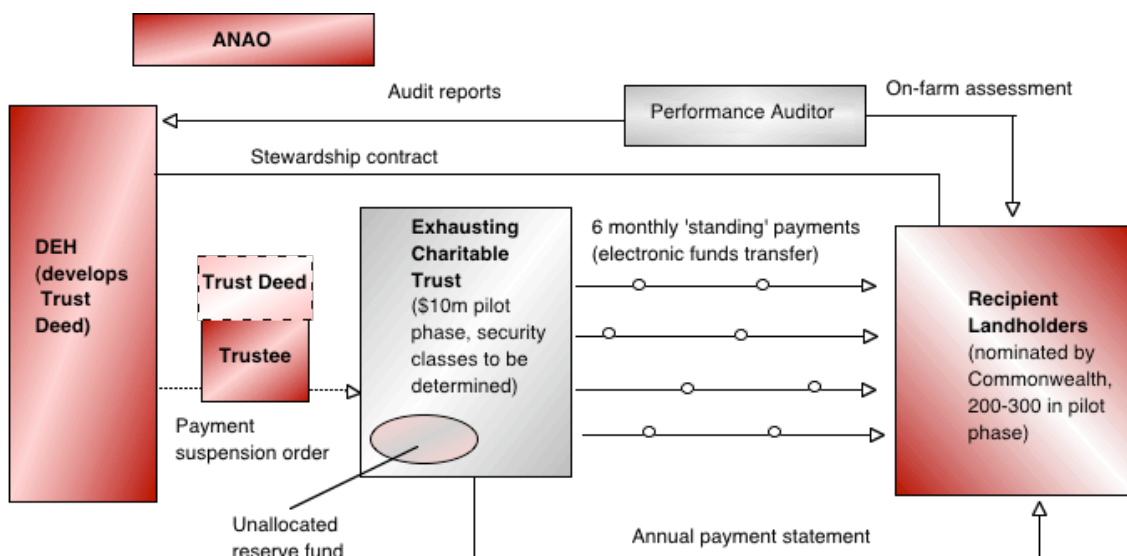 ANAO
Audit reports
Performance Auditor
On-farm assessment
Stewardship contract
DEH
(develops
Trust
Deed)
Trust Deed
Trustee
Payment
suspension order
Exhausting
Charitable
Trust
($10m pilot
phase, security
classes to be
determined)
Unallocated
reserve fund
6 monthly 'standing' payments
(electronic funds transfer)
Recipient
Landholders
(nominated by
Commonwealth,
200-300 in pilot
phase)
Annual payment statement